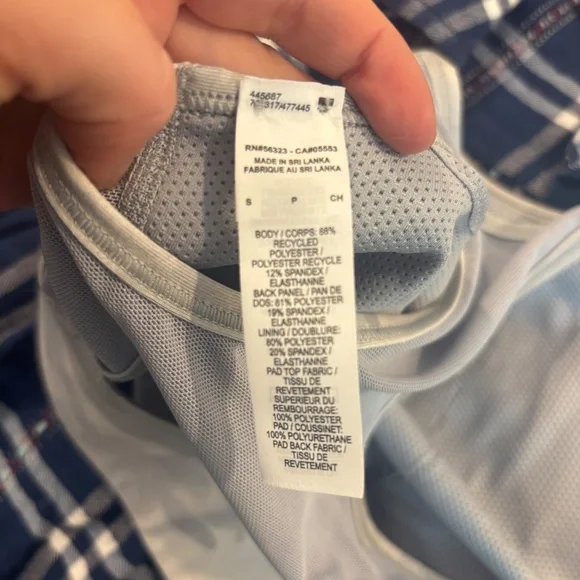 445687
RN#56323 - CA#05553
MADE IN SRI LANKA
FABRIQUE AU SRI LANKA
S P CH
BODY / CORPS: 88%
RECYCLED
POLYESTER /
POLYESTER RECYCLE
12% SPANDEX /
ELASTHANNE
BACK PANEL / PAN DE
DOS: 81% POLYESTER
19% SPANDEX /
ELASTHANNE
LINING / DOUBLURE:
80% POLYESTER
20% SPANDEX /
ELASTHANNE
PAD TOP FABRIC /
TISSU DE
REVETEMENT
SUPERIEUR DU
REMBOURRAGE:
100% POLYESTER
PAD / COUSSINET:
100% POLYURETHANE
PAD BACK FABRIC /
TISSU DE
REVETEMENT